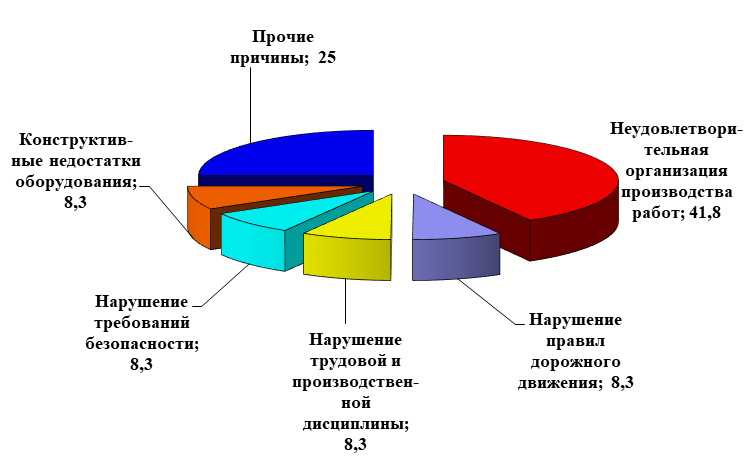 Прочие
причины;  25
Неудовлетвори-
тельная
организация
производства
работ; 41,8
Конструктив-
ные недостатки
оборудования;
8,3
Нарушение
требований
безопасности;
8,3
Нарушение
трудовой и
производствен-
ной
дисциплины;
8,3
Нарушение
правил
дорожного
движения;  8,3